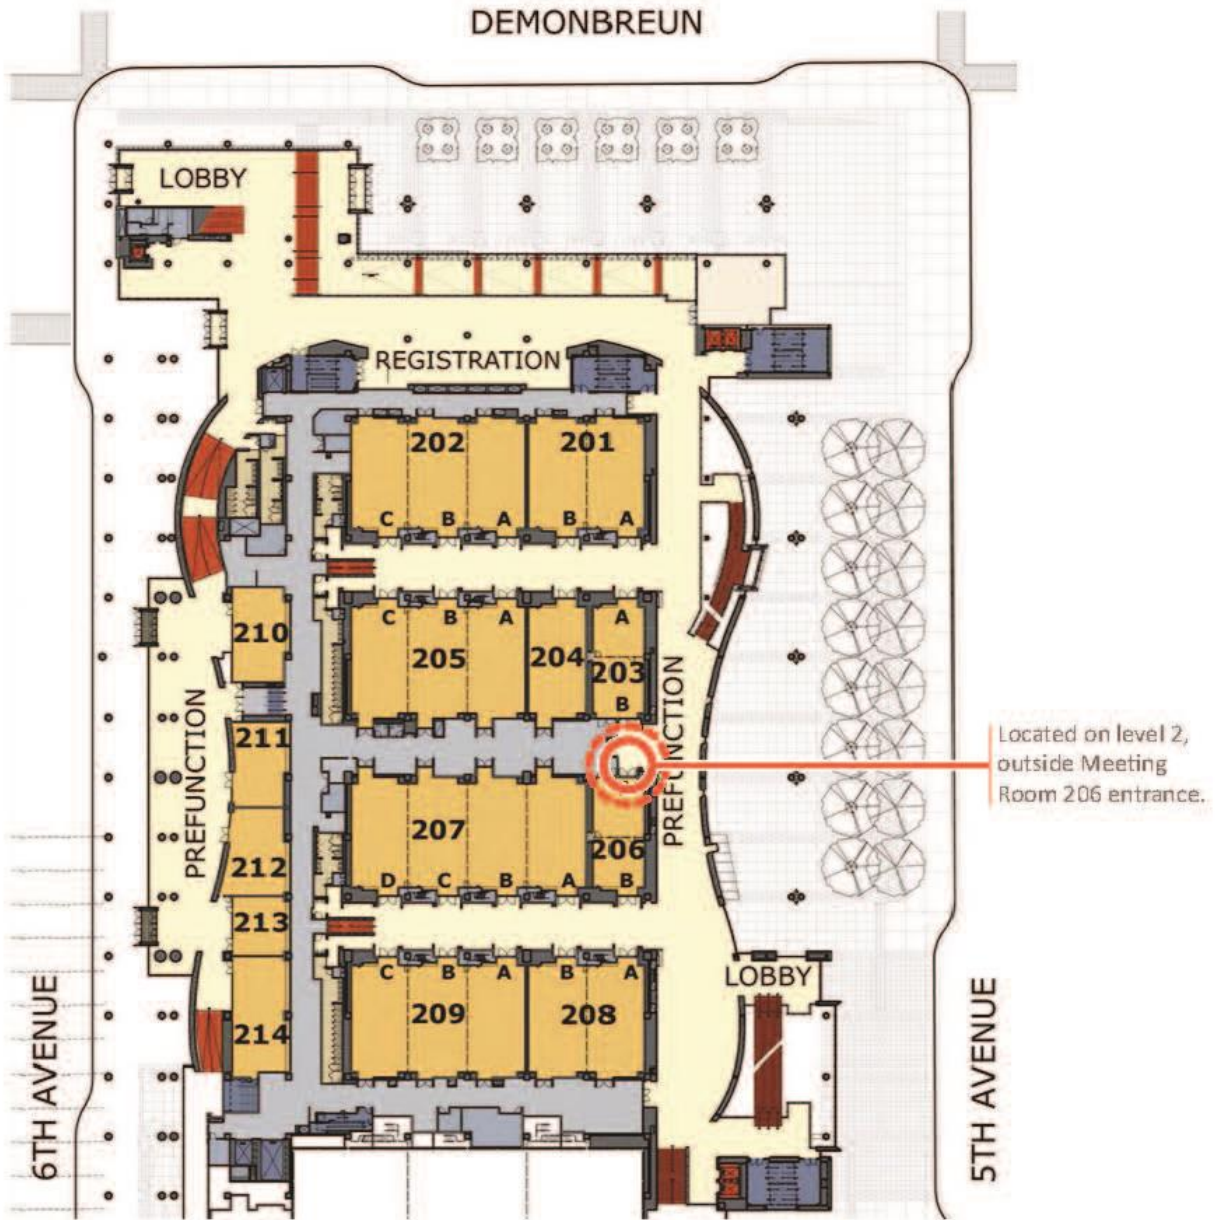 DEMONBREUN
LOBBY
REGISTRATION
202
201
C B A B A
C B A A
210
205
204
203
B
PREFUNCTION
PREFUNCTION
211
Located on level 2,
outside Meeting
Room 206 entrance.
207
206
212
D C B A B
213
LOBBY
C B A B A
209
208
214
6TH AVENUE
5TH AVENUE